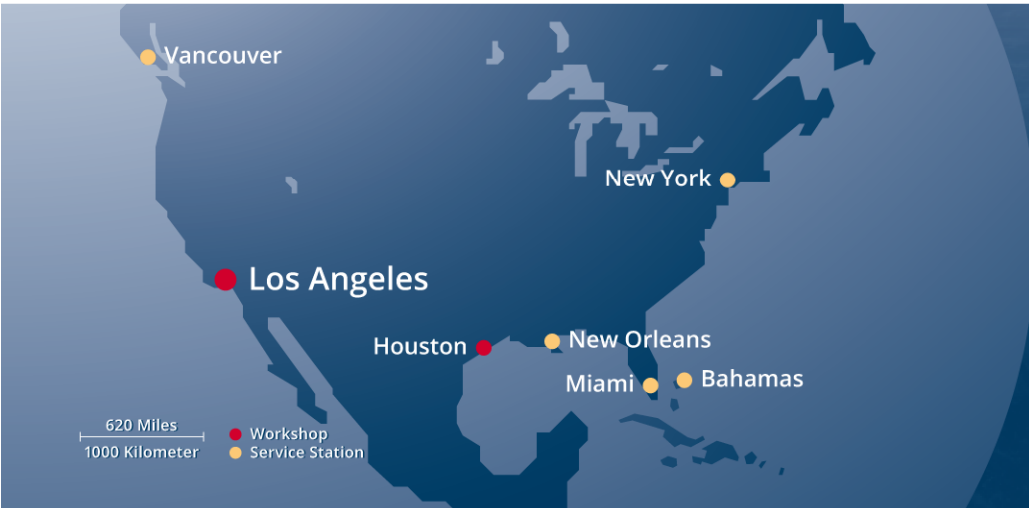 Vancouver
New York
Los Angeles
Houston
New Orleans
Miami
Bahamas
620 Miles
1000 Kilometer
Workshop
Service Station